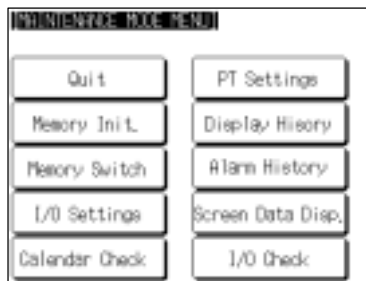 [MAINTENANCE MODE MENU]
Quit
PT Settings
Memory Init.
Display Hisory
Memory Switch
Alarm History
I/O Settings
Screen Data Disp.
Calendar Check
I/O Check